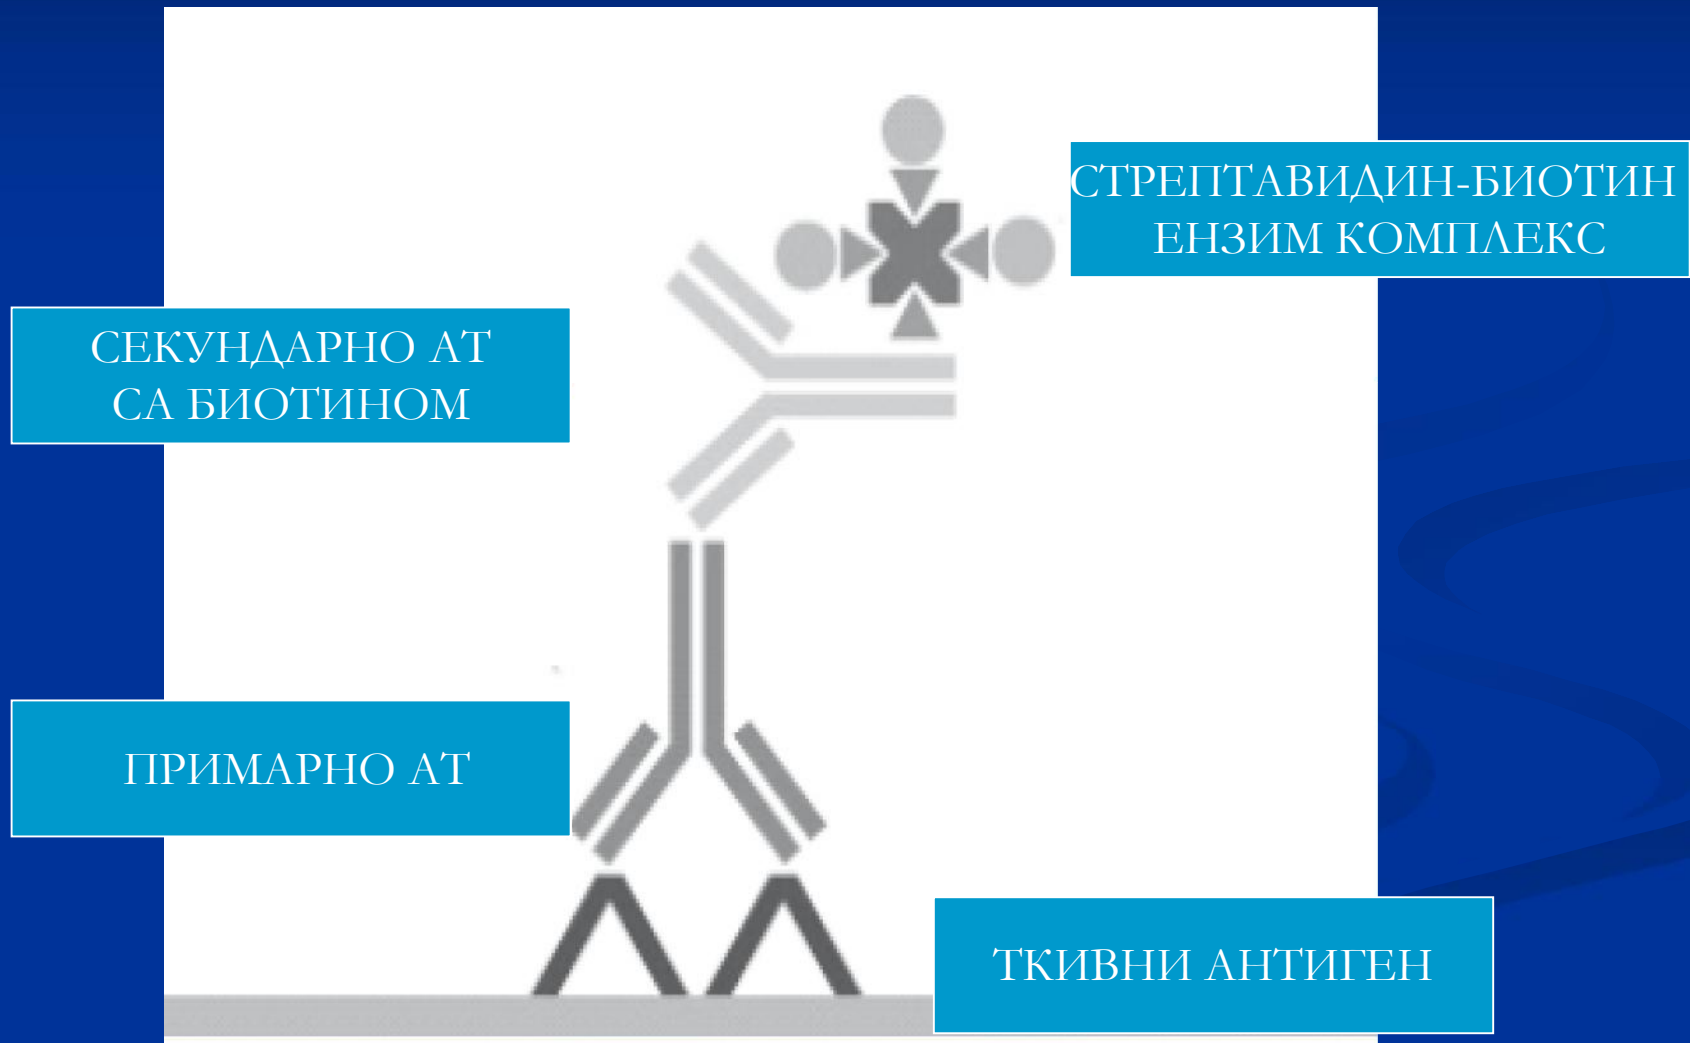 СТРЕПТАВИДИН-БИОТИН
ЕНЗИМ КОМПЛЕКС
СЕКУНДАРНО АТ
СА БИОТИНОМ
ПРИМАРНО АТ
ТКИВНИ АНТИГЕН